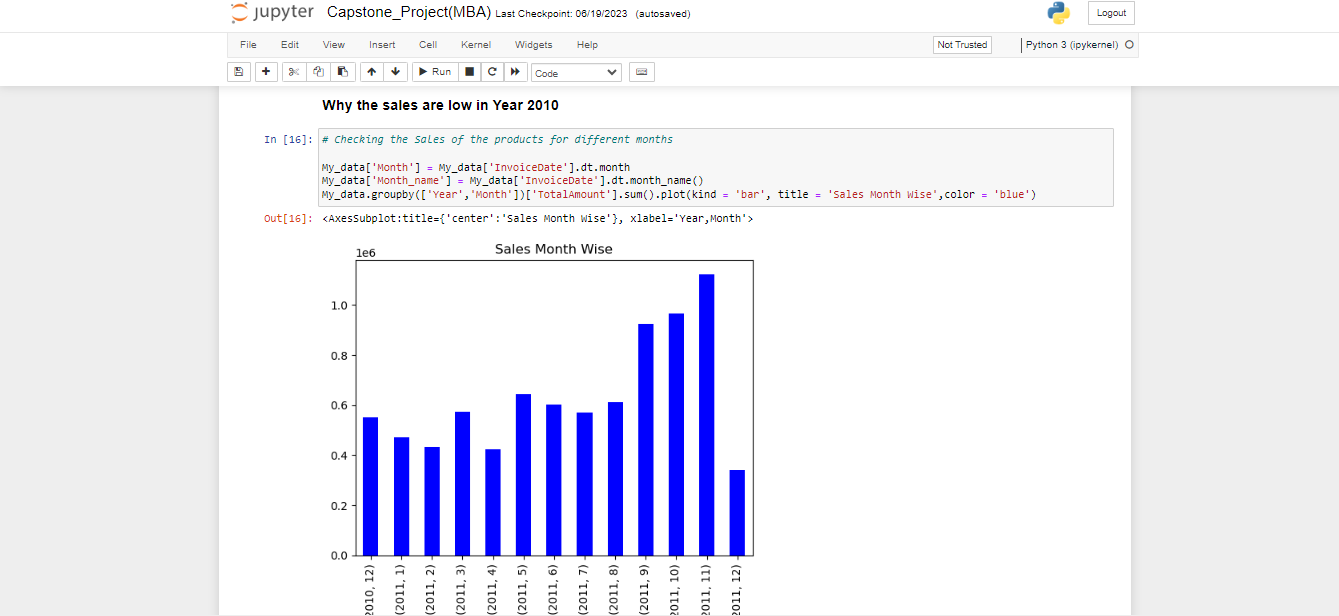 jupyter Capstone_Project(MBA) Last Checkpoint: 06/19/2023 (autosaved) Logout
File Edit View Insert Cell Kernel Widgets Help Not Trusted Python 3 (ipykernel)
Run Code
Why the sales are low in Year 2010
In [16]: # Checking the Sales of the products for different months
My_data['Month'] = My_data['InvoiceDate'].dt.month
My_data['Month_name'] = My_data['InvoiceDate'].dt.month_name()
My_data.groupby(['Year','Month'])['TotalAmount'].sum().plot(kind = 'bar', title = 'Sales Month Wise',color = 'blue')
Out[16]: <AxesSubplot:title={'center':'Sales Month Wise'}, xlabel='Year,Month'>
Sales Month Wise
1e6
1.0
0.8
0.6
0.4
0.2
0.0
2010, 12)
(2011, 1)
(2011, 2)
(2011, 3)
(2011, 4)
(2011, 5)
(2011, 6)
(2011, 7)
(2011, 8)
(2011, 9)
2011, 10)
2011, 11)
2011, 12)